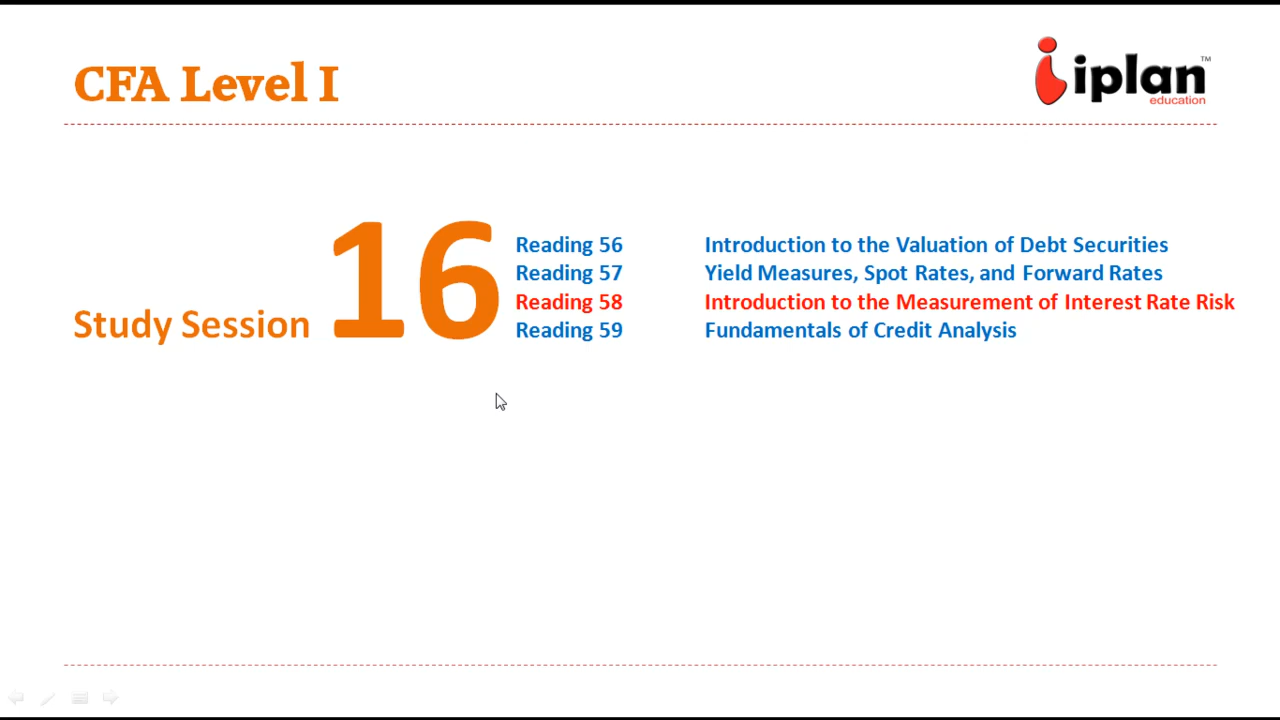 CFA Level I
iplan TM
education
Study Session 16
Reading 56 Introduction to the Valuation of Debt Securities
Reading 57 Yield Measures, Spot Rates, and Forward Rates
Reading 58 Introduction to the Measurement of Interest Rate Risk
Reading 59 Fundamentals of Credit Analysis